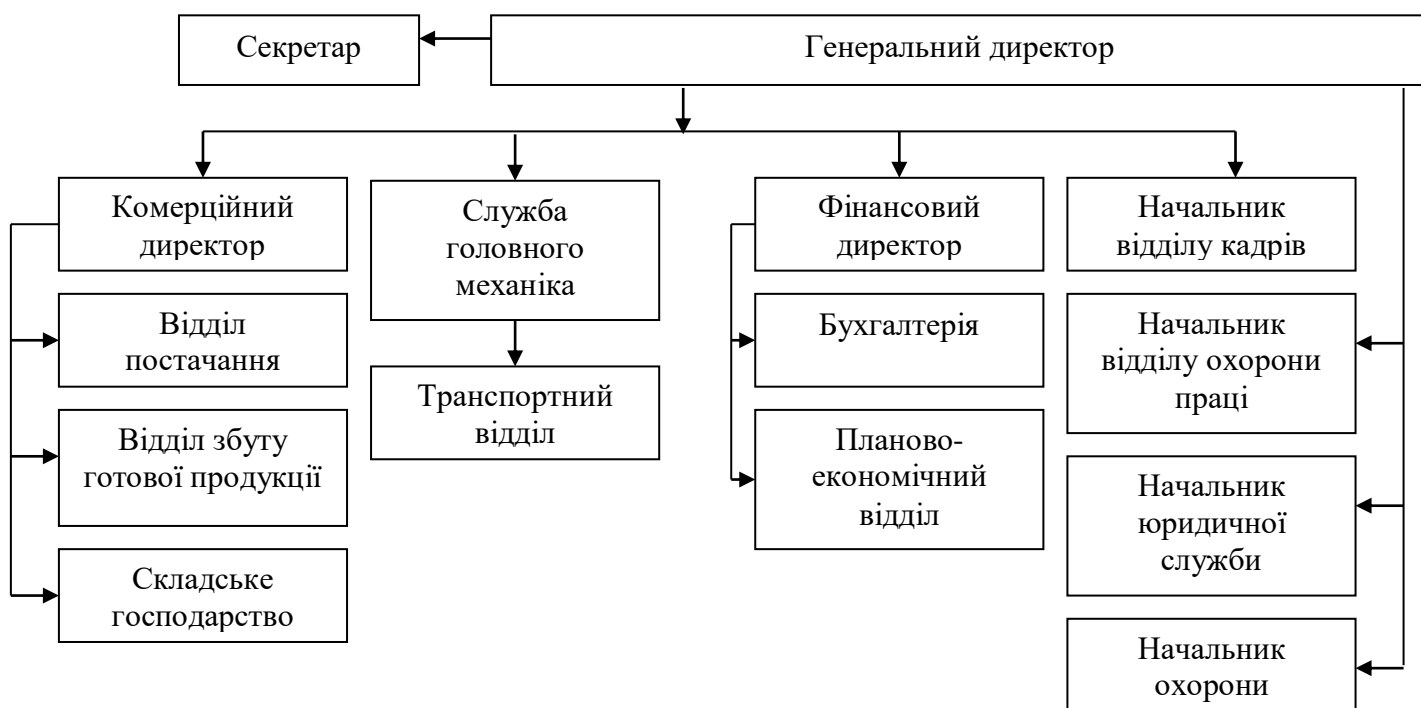 Секретар
Генеральний директор
Комерційний
директор
Служба
головного
механіка
Фінансовий
директор
Начальник
відділу кадрів
Відділ
постачання
Транспортний
відділ
Бухгалтерія
Начальник
відділу охорони
праці
Відділ збуту
готової продукції
Планово-
економічний
відділ
Начальник
юридичної
служби
Складське
господарство
Начальник
охорони